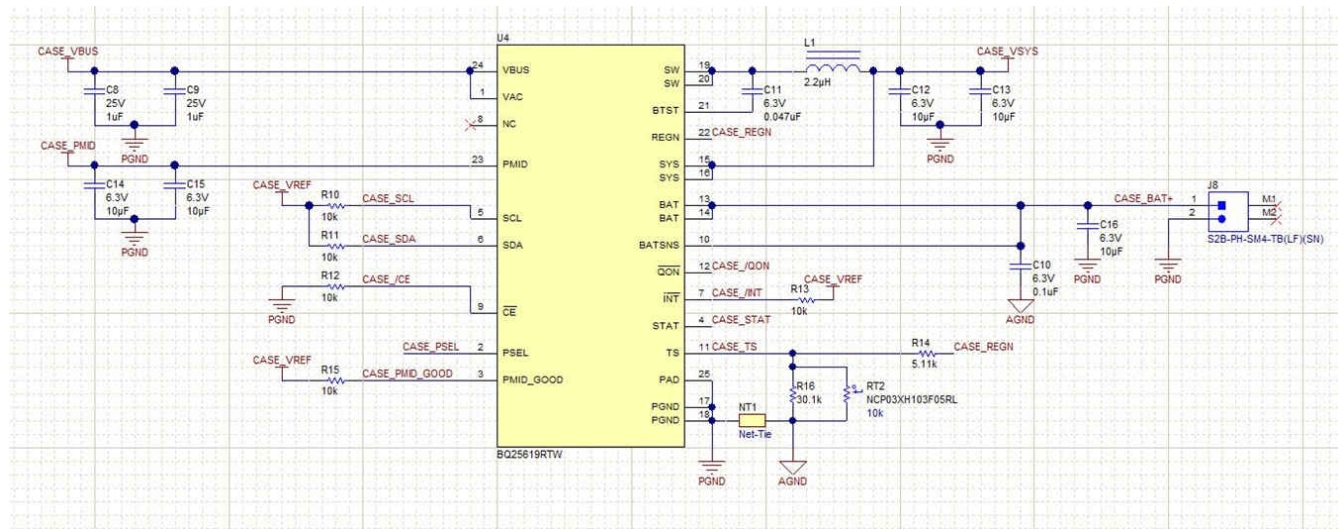 U4
CASE_VBUS
C8
25V
1uF
C9
25V
1uF
PGND
CASE_PMID
C14
6.3V
10µF
C15
6.3V
10µF
PGND
CASE_VREF
R10
10k
CASE_SCL
R11
10k
CASE_SDA
R12
10k
CASE_/CE
PGND
CASE_PSEL
CASE_VREF
R15
10k
CASE_PMID_GOOD
24 VBUS
1 VAC
8 NC
23 PMID
5 SCL
6 SDA
9 CE
2 PSEL
3 PMID_GOOD
SW 19
SW 20
BTST 21
REGN 22 CASE_REGN
SYS 15
SYS 16
BAT 13
BAT 14
BATSNS 10
QON 12 CASE_/QON
INT 7 CASE_/INT
STAT 4 CASE_STAT
TS 11 CASE_TS
PAD 25
PGND 17
PGND 18
BQ25619RTW
L1
2.2µH
CASE_VSYS
C11
6.3V
0.047uF
C12
6.3V
10µF
C13
6.3V
10µF
PGND
CASE_BAT+
J8
1
2
M1
M2
S2B-PH-SM4-TB(LF)(SN)
C16
6.3V
10µF
PGND
PGND
C10
6.3V
0.1uF
AGND
R13
10k
CASE_VREF
R14
5.11k
CASE_REGN
R16
30.1k
RT2
NCP03XH103F05RL
10k
NT1
Net-Tie
PGND
AGND